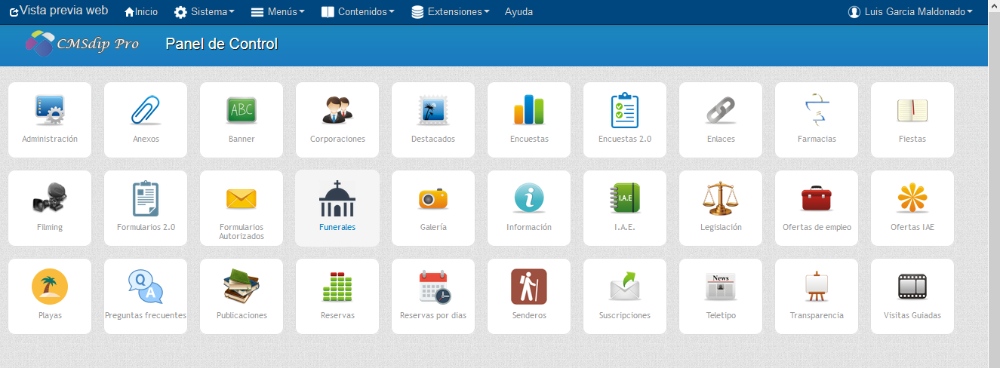 Vista previa web Inicio Sistema Menús Contenidos Extensiones Ayuda Luis Garcia Maldonado
CMSdip Pro Panel de Control
ABC
Administración Anexos Banner Corporaciones Destacados Encuestas Encuestas 2.0 Enlaces Farmacias Fiestas
I.A.E
Filming Formularios 2.0 Formularios Autorizados Funerales Galería Información I.A.E. Legislación Ofertas de empleo Ofertas IAE
Q
A
News
Playas Preguntas frecuentes Publicaciones Reservas Reservas por días Senderos Suscripciones Teletipo Transparencia Visitas Guiadas